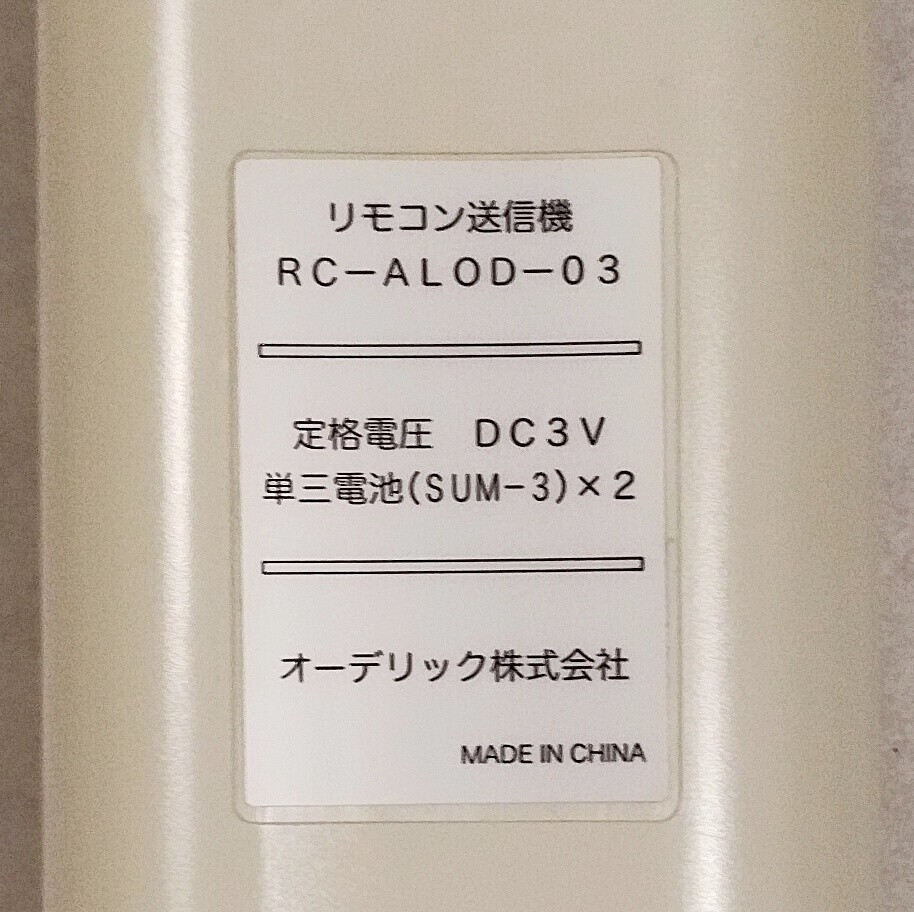 リモコン送信機
ＲＣ－ＡＬＯＤ－０３
定格電圧　ＤＣ３Ｖ
単三電池(SUM-3)×２
オーデリック株式会社
MADE IN CHINA